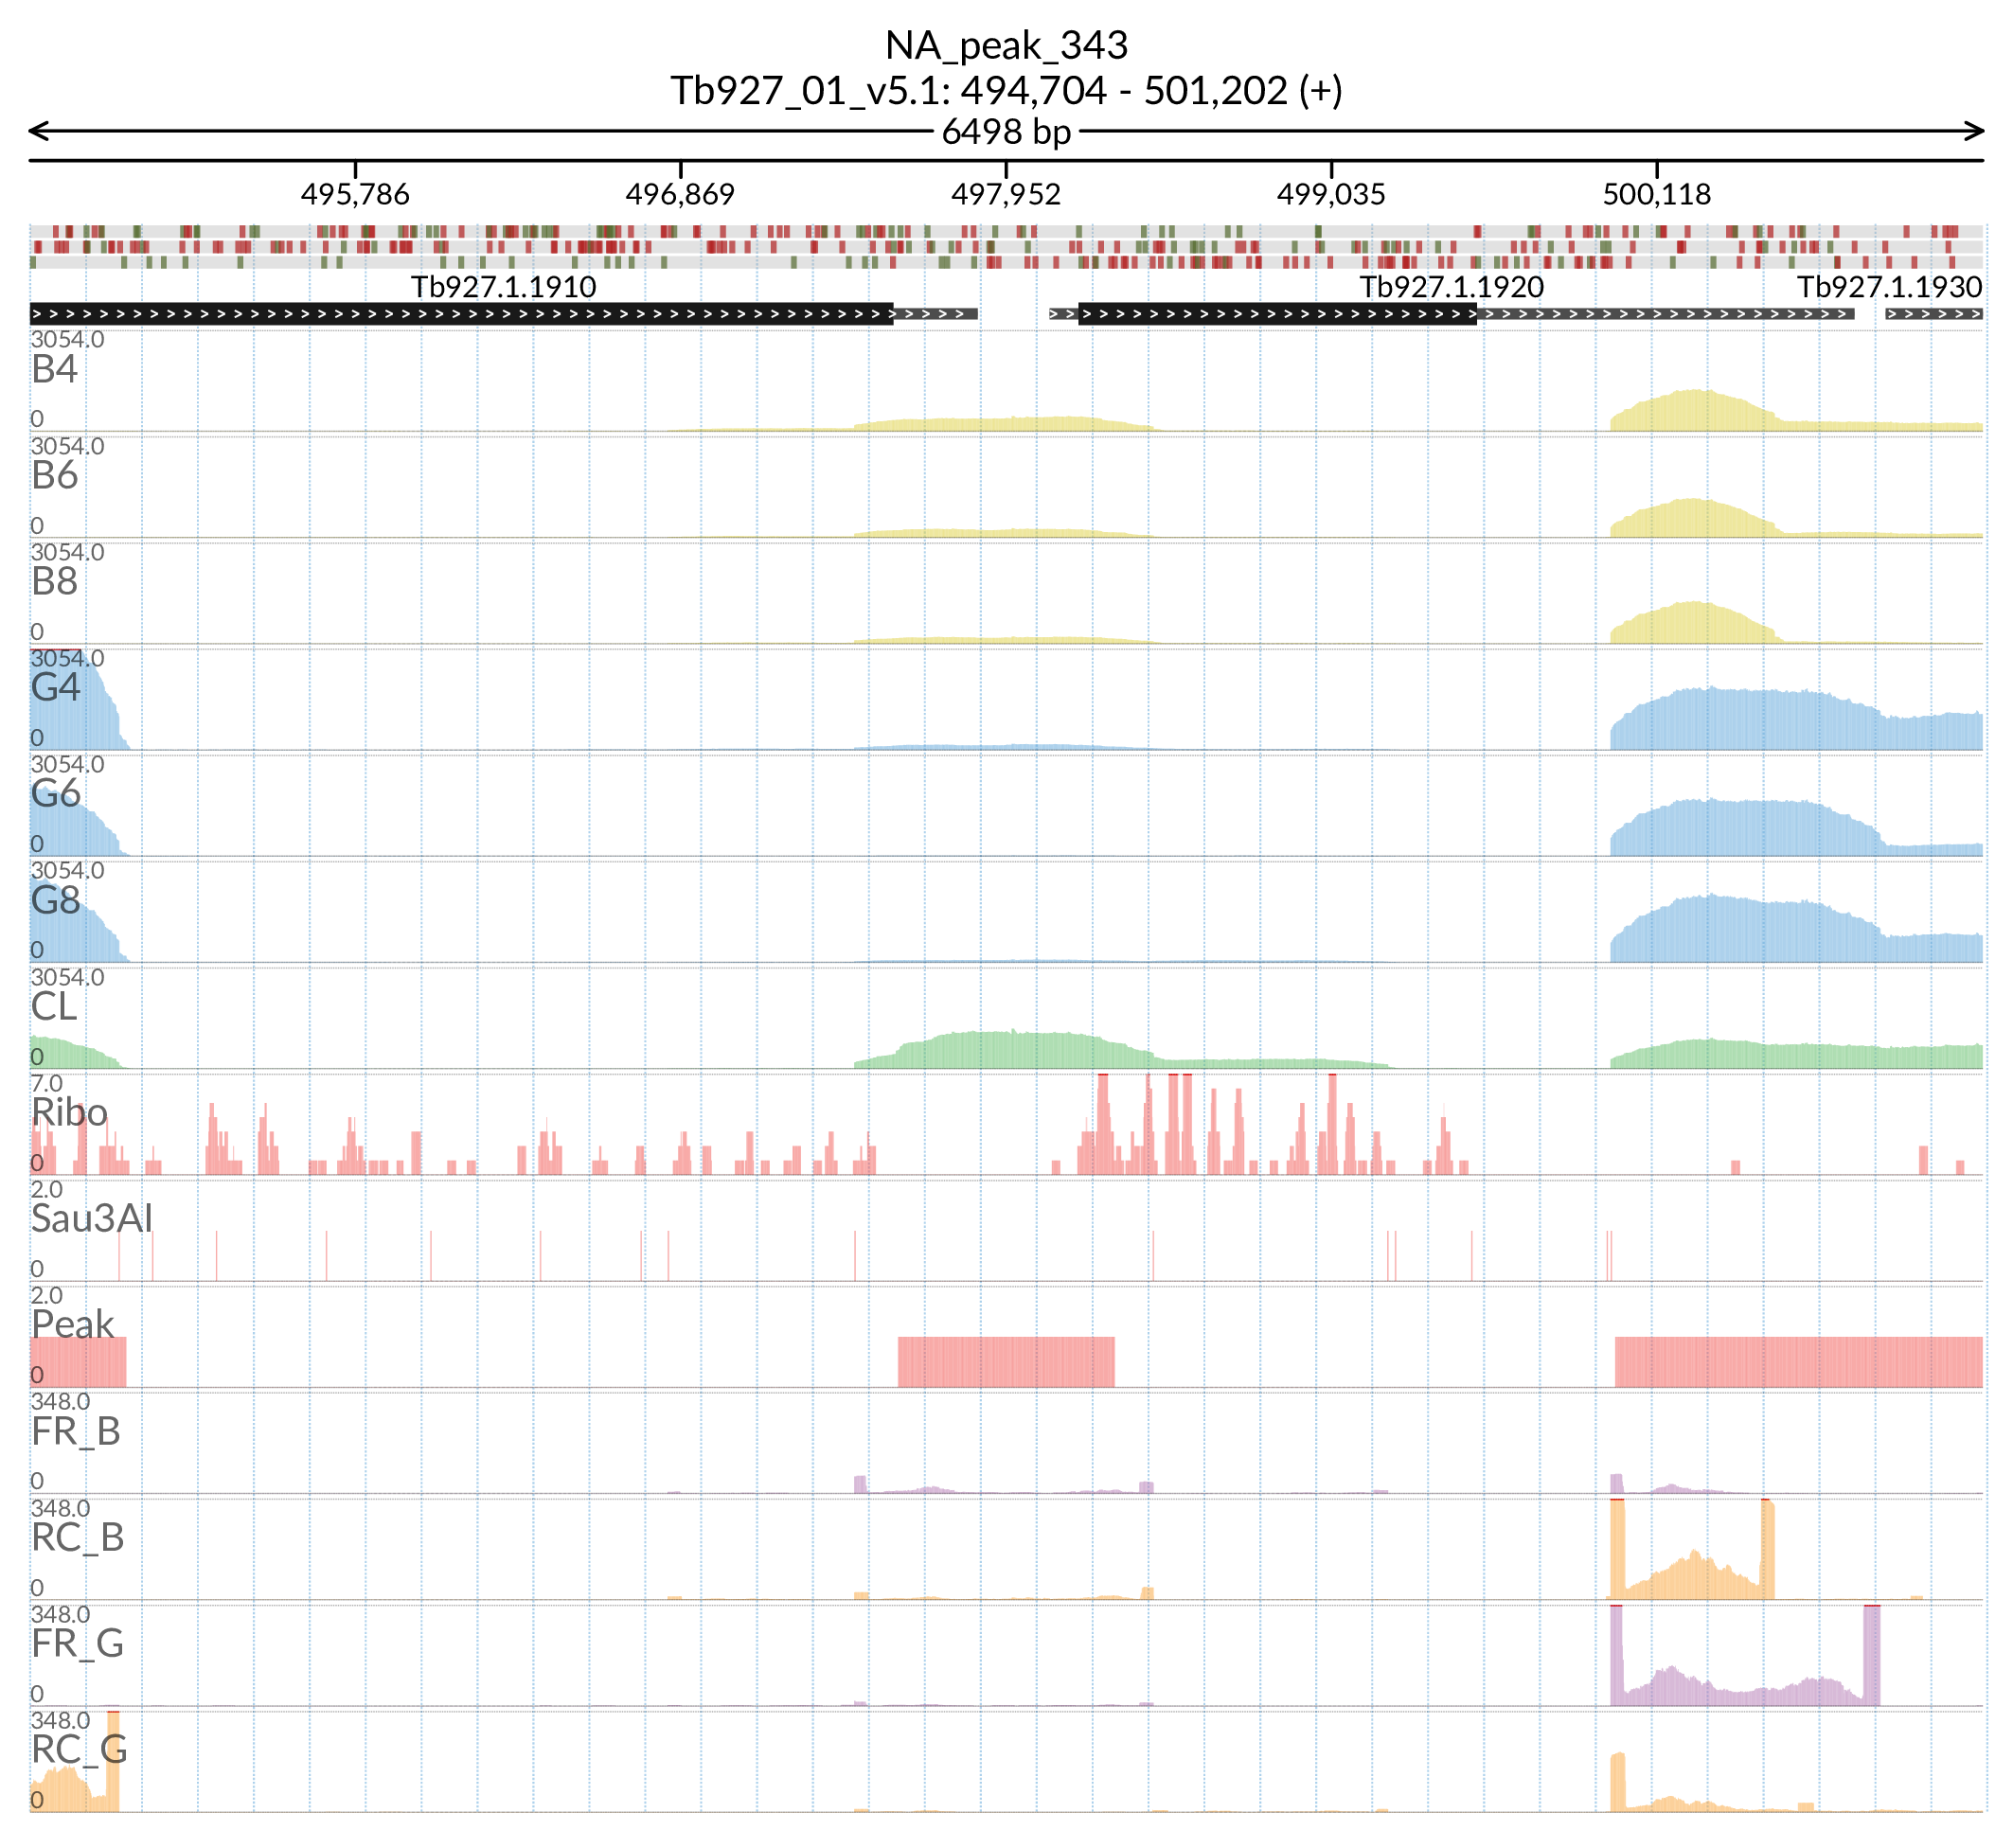 NA_peak_343
Tb927_01_v5.1: 494,704 - 501,202 (+)
6498 bp
495,786 496,869 497,952 499,035 500,118
Tb927.1.1910 Tb927.1.1920 Tb927.1.1930
3054.0
B4
0
3054.0
B6
0
3054.0
B8
0
3054.0
G4
0
3054.0
G6
0
3054.0
G8
0
3054.0
CL
0
7.0
Ribo
0
2.0
Sau3AI
0
2.0
Peak
0
348.0
FR_B
0
348.0
RC_B
0
348.0
FR_G
0
348.0
RC_G
0